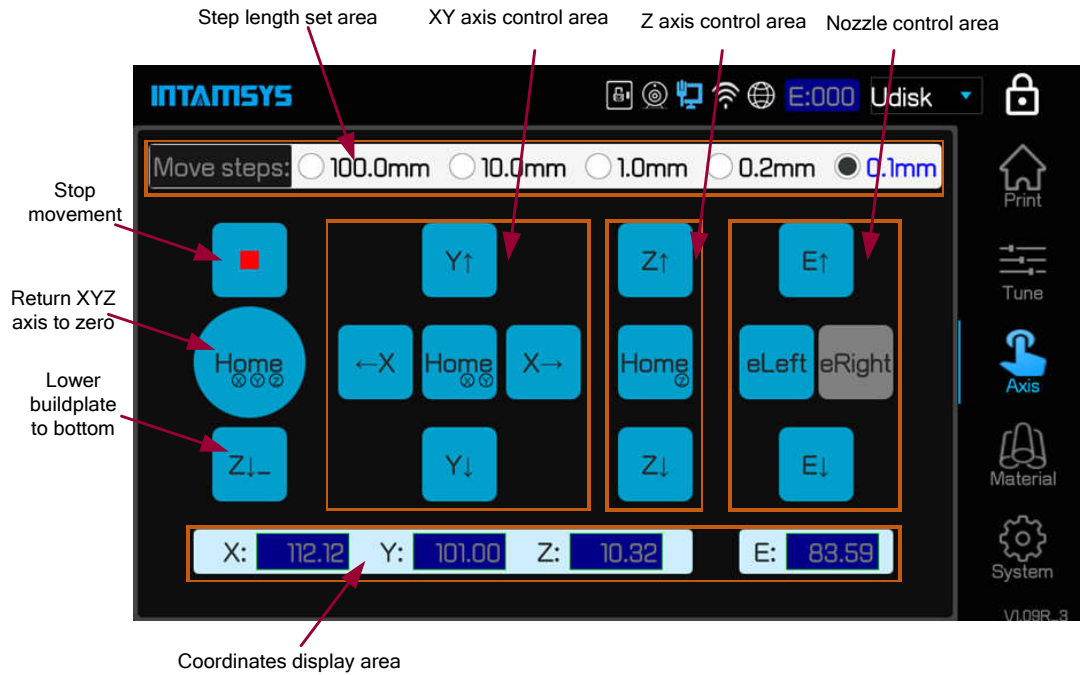 Step length set area
XY axis control area
Z axis control area
Nozzle control area
INTAMSYS
E:000
Udisk
Move steps: 100.0mm 10.0mm 1.0mm 0.2mm 0.1mm
Print
Stop
movement
Y↑
Z↑
E↑
Tune
Return XYZ
axis to zero
Home
X Y Z
←X
Home
X Y
X→
Home
Z
eLeft
eRight
Axis
Lower
buildplate
to bottom
Z↓_
Y↓
Z↓
E↓
Material
X: 112.12 Y: 101.00 Z: 10.32 E: 83.59
System
V1.09R_3
Coordinates display area